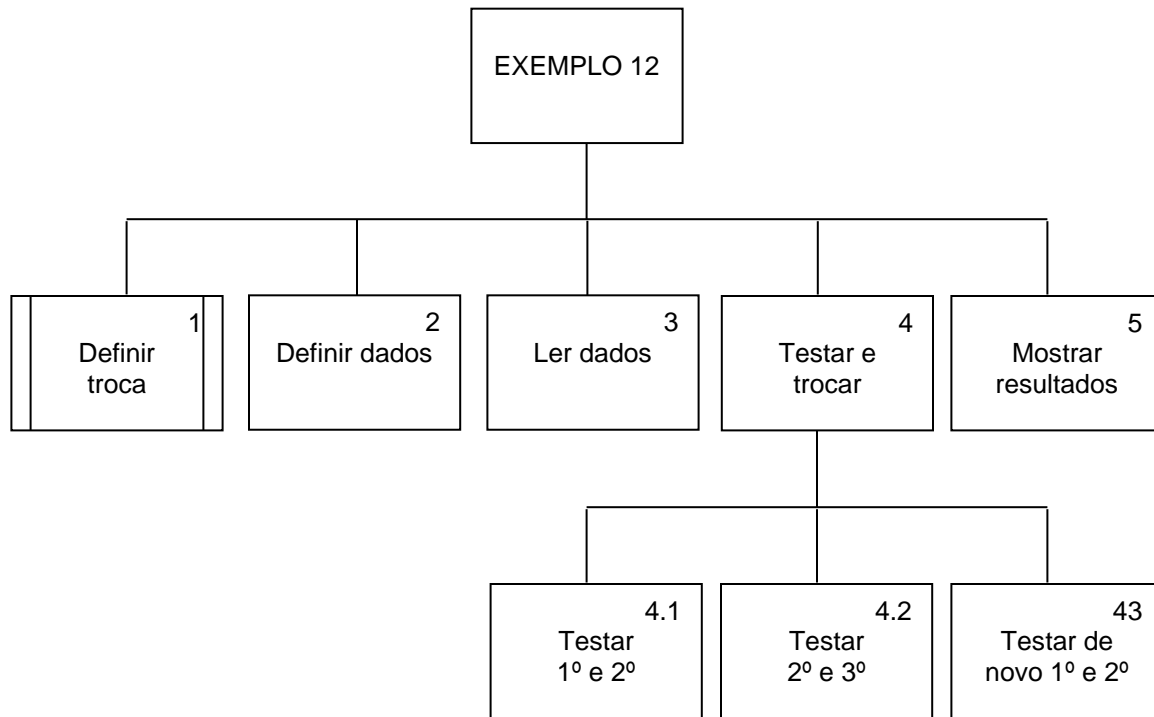 EXEMPLO 12
1
Definir
troca
2
Definir dados
3
Ler dados
4
Testar e
trocar
5
Mostrar
resultados
4.1
Testar
1º e 2º
4.2
Testar
2º e 3º
43
Testar de
novo 1º e 2º